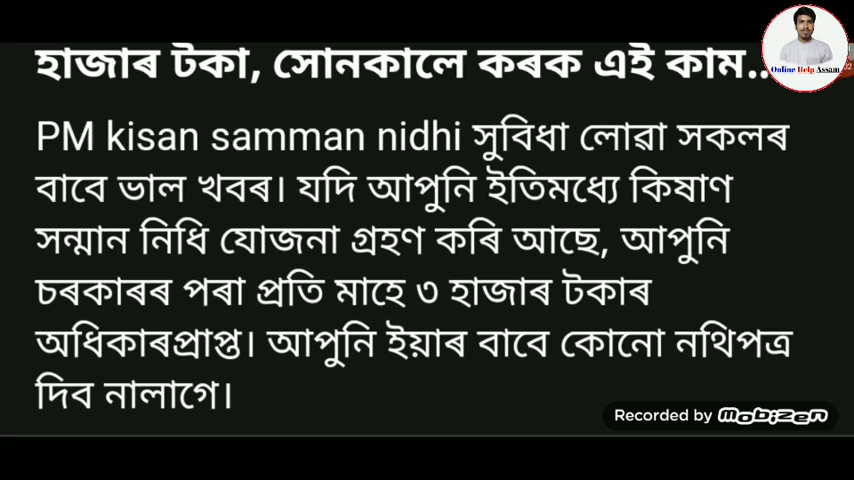 Online Help Assam
হাজাৰ টকা, সোনকালে কৰক এই কাম..
PM kisan samman nidhi সুবিধা লোৱা সকলৰ
বাবে ভাল খবৰ। যদি আপুনি ইতিমধ্যে কিষাণ
সন্মান নিধি যোজনা গ্ৰহণ কৰি আছে, আপুনি
চৰকাৰৰ পৰা প্ৰতি মাহে ৩ হাজাৰ টকাৰ
অধিকাৰপ্ৰাপ্ত। আপুনি ইয়াৰ বাবে কোনো নথিপত্ৰ
দিব নালাগে।
Recorded by mobizen